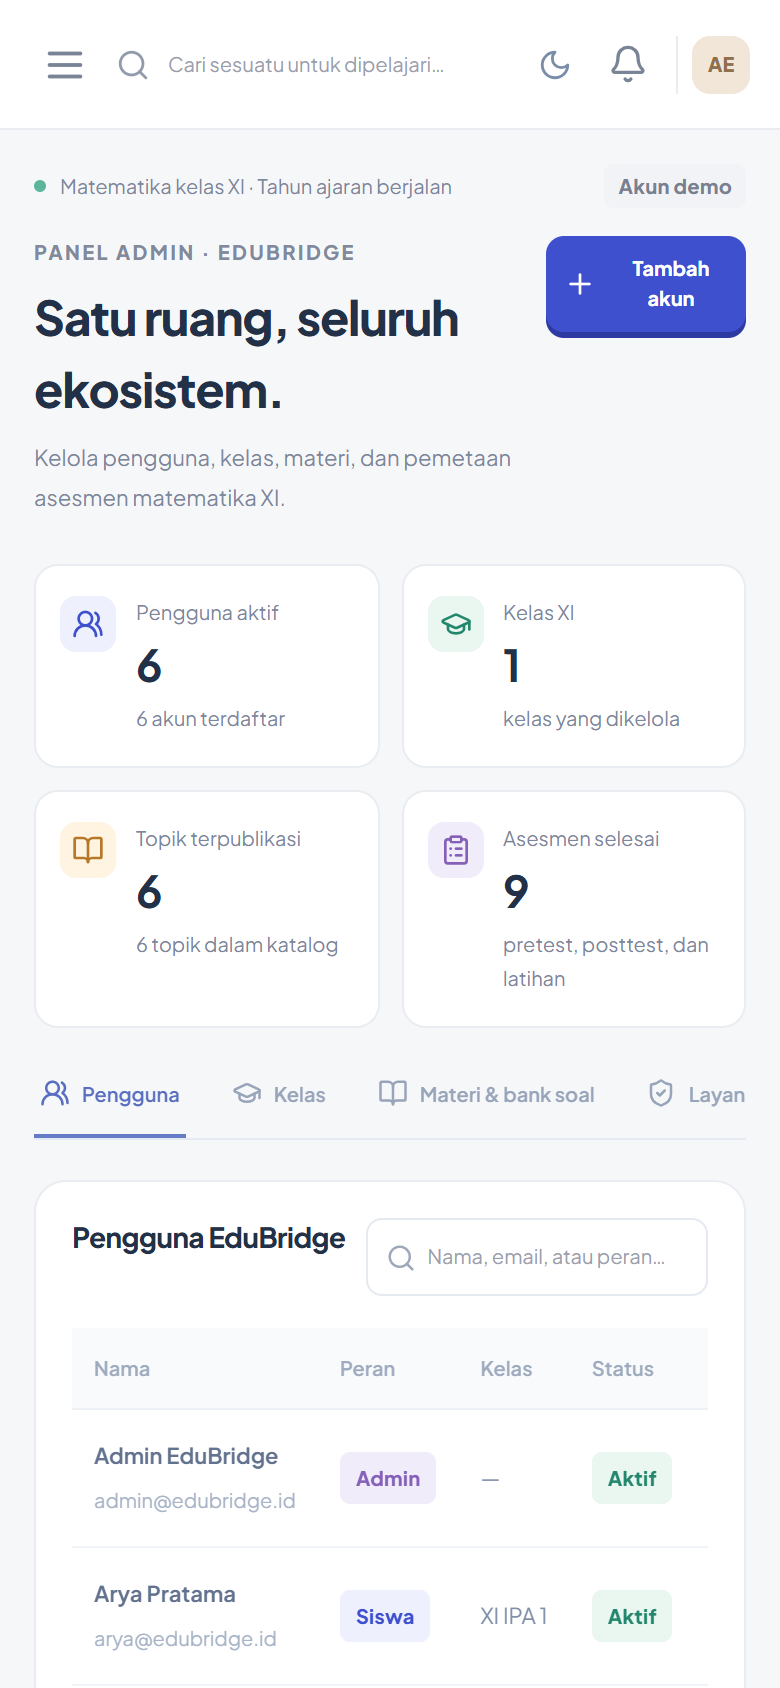 Cari sesuatu untuk dipelajari...
AE
Matematika kelas XI · Tahun ajaran berjalan
Akun demo
PANEL ADMIN · EDUBRIDGE
Tambah
akun
Satu ruang, seluruh
ekosistem.
Kelola pengguna, kelas, materi, dan pemetaan
asesmen matematika XI.
Pengguna aktif
6
6 akun terdaftar
Kelas XI
1
kelas yang dikelola
Topik terpublikasi
6
6 topik dalam katalog
Asesmen selesai
9
pretest, posttest, dan
latihan
Pengguna
Kelas
Materi & bank soal
Layan
Pengguna EduBridge
Nama, email, atau peran...
Nama Peran Kelas Status
Admin EduBridge
admin@edubridge.id
Admin
—
Aktif
Arya Pratama
arya@edubridge.id
Siswa
XI IPA 1
Aktif